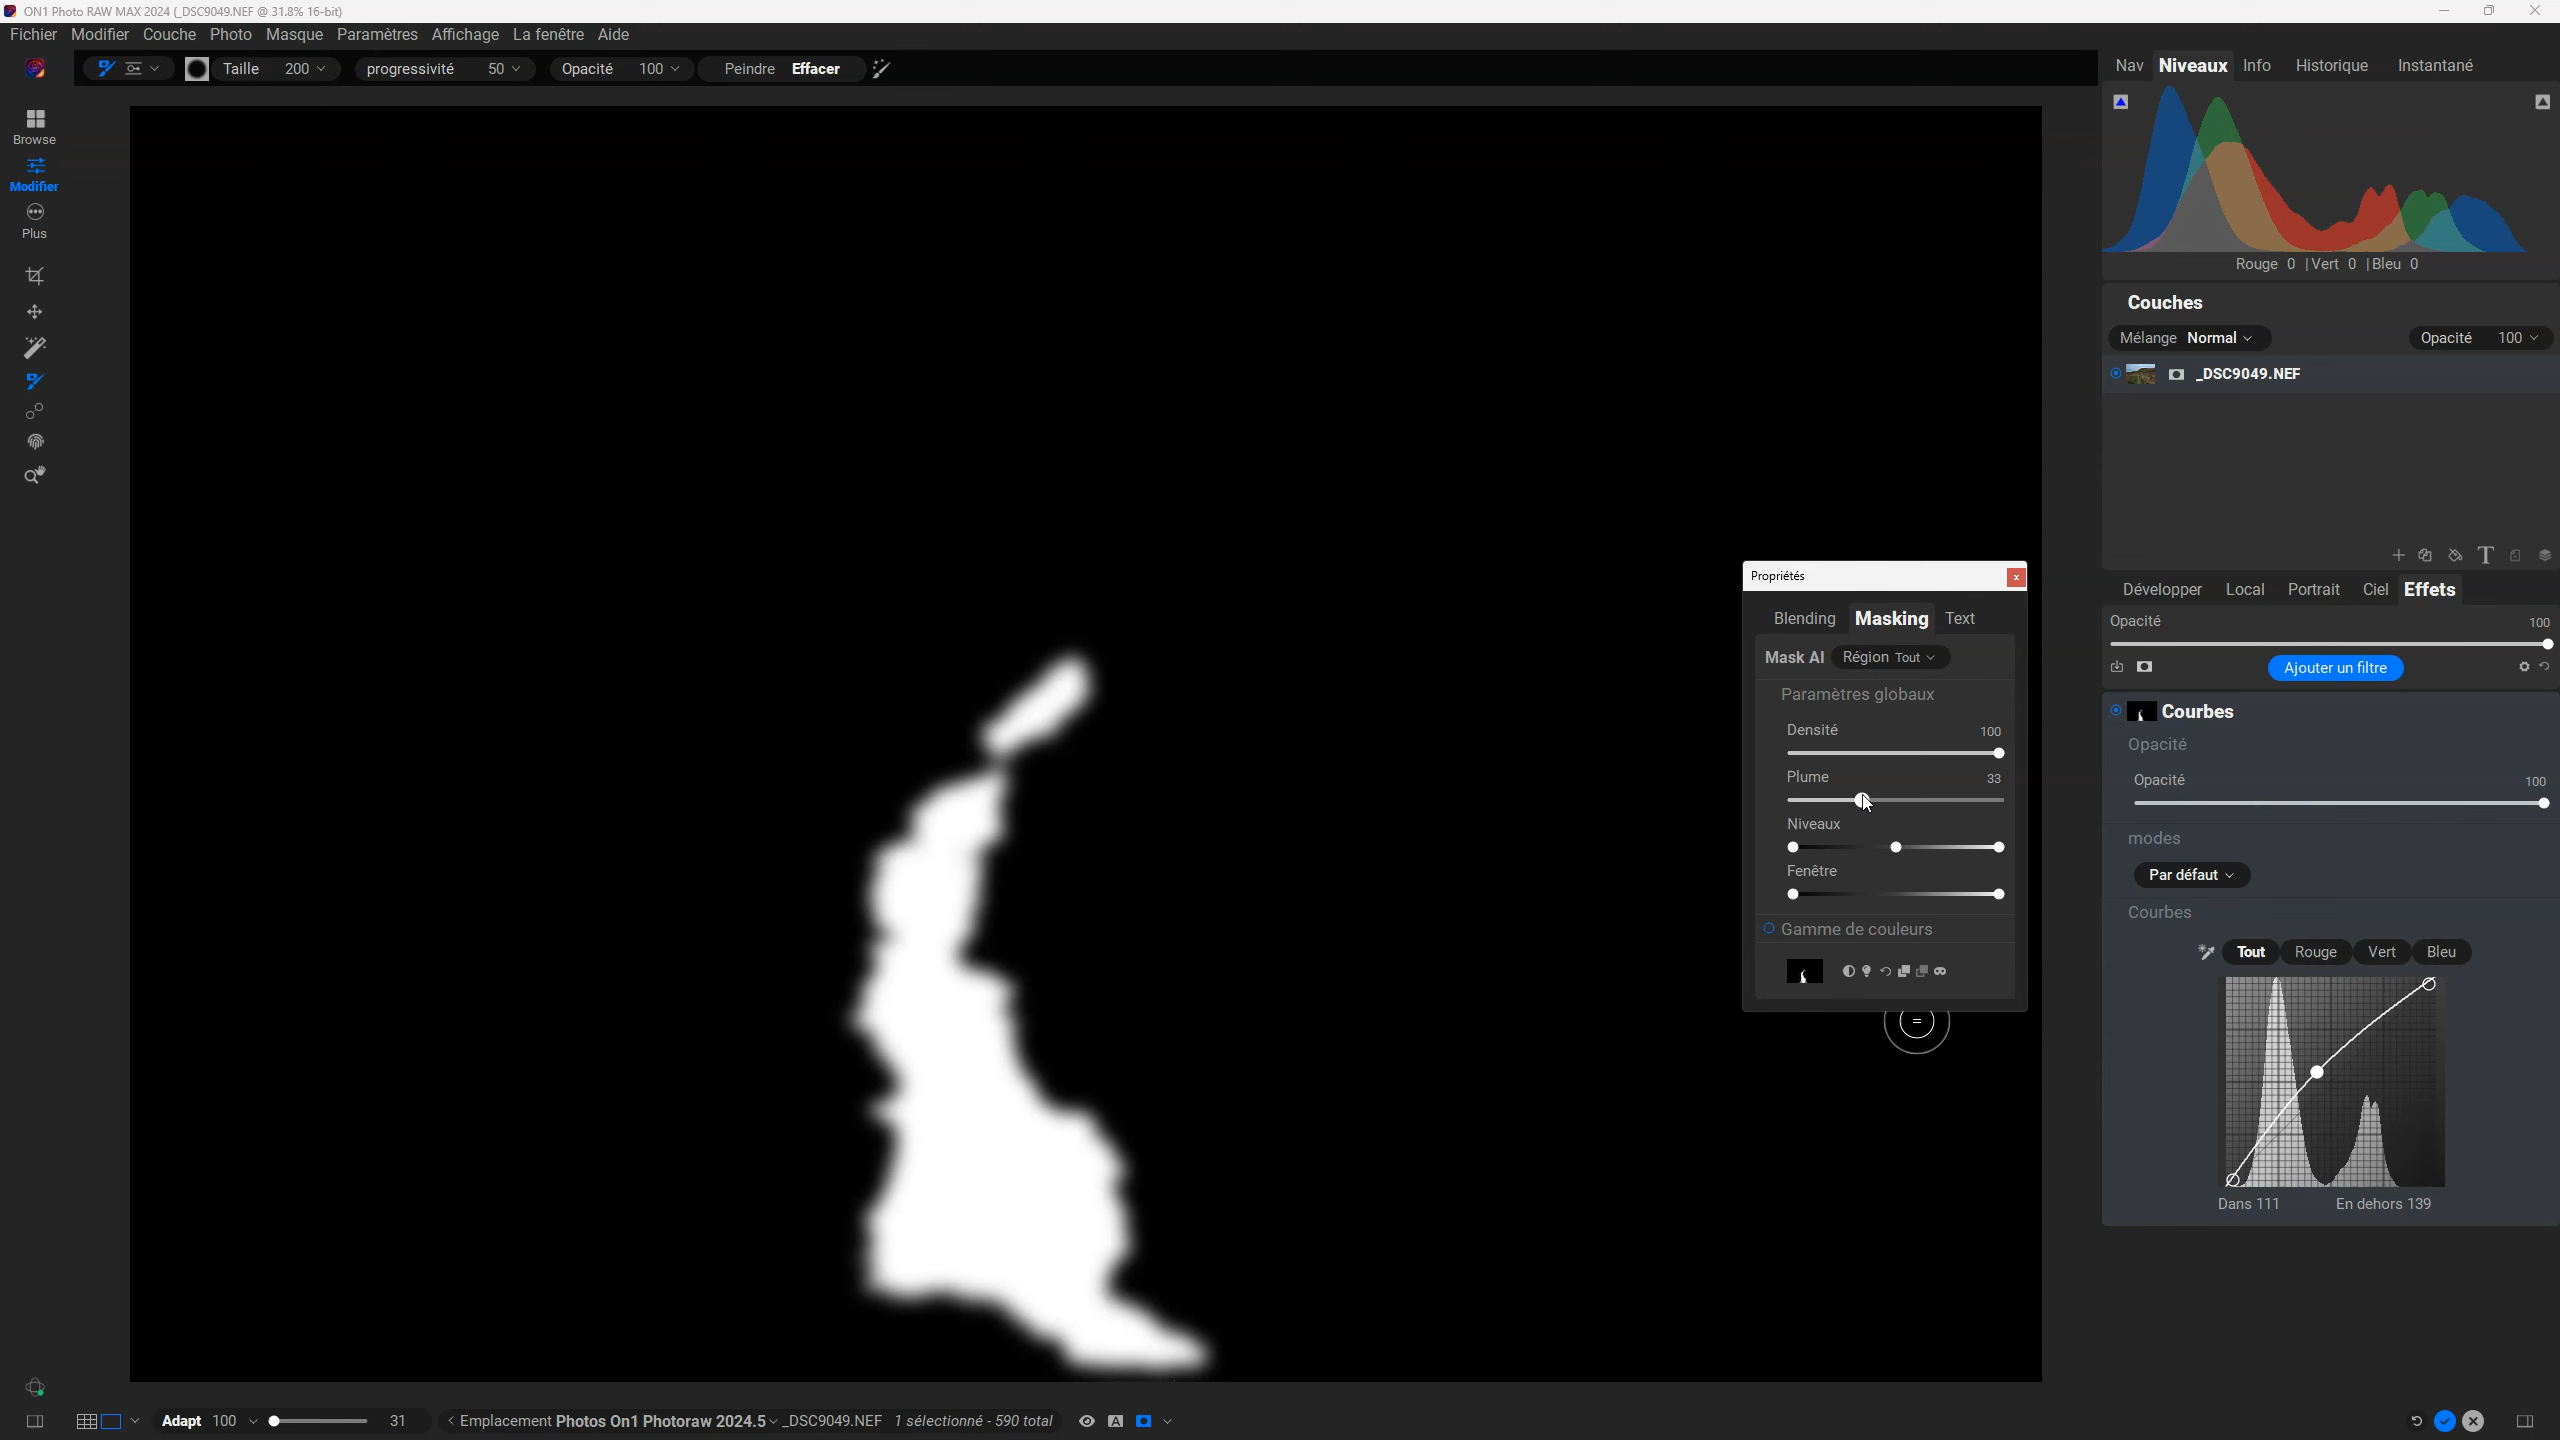 ON1 Photo RAW MAX 2024 (_DSC9049.NEF @ 31.8% 16-bit)
Fichier Modifier Couche Photo Masque Paramètres Affichage La fenêtre Aide
Taille 200 progressivité 50 Opacité 100 Peindre Effacer
Browse
Modifier
Plus
Nav Niveaux Info Historique Instantané
Rouge 0 | Vert 0 | Bleu 0
Couches
Mélange Normal Opacité 100
_DSC9049.NEF
T
Développer Local Portrait Ciel Effets
Opacité 100
Ajouter un filtre
Courbes
Opacité
Opacité 100
modes
Par défaut
Courbes
Tout Rouge Vert Bleu
Dans 111 En dehors 139
Propriétés
Blending Masking Text
Mask AI Région Tout
Paramètres globaux
Densité 100
Plume 33
Niveaux
Fenêtre
Gamme de couleurs
Adapt 100 31 < Emplacement Photos On1 Photoraw 2024.5 _DSC9049.NEF 1 sélectionné - 590 total A